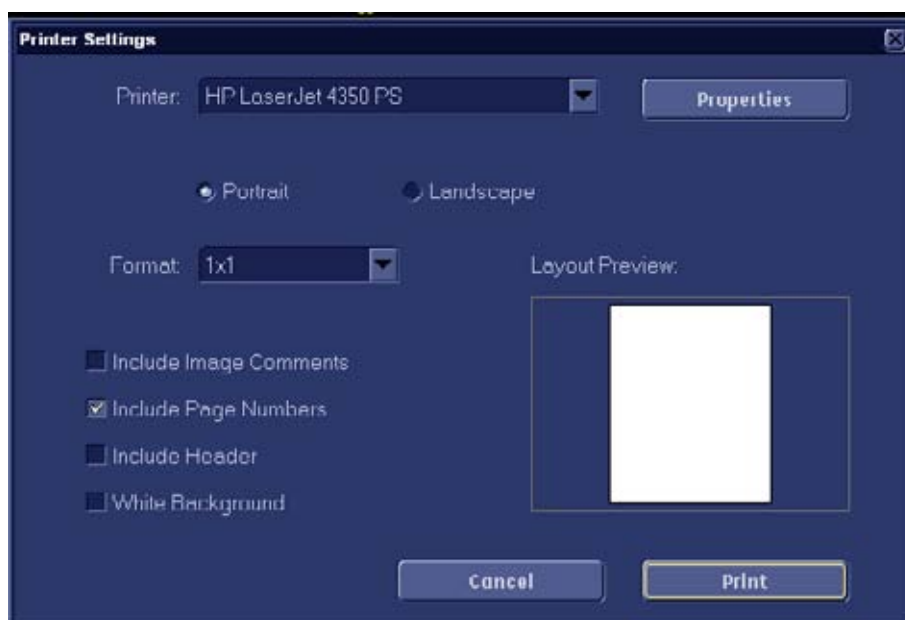 Printer Settings
Printer: HP LaserJet 4350 PS
Properties
Portrait Landscape
Format: 1x1
Layout Preview:
Include Image Comments
Include Page Numbers
Include Header
White Background
Cancel Print